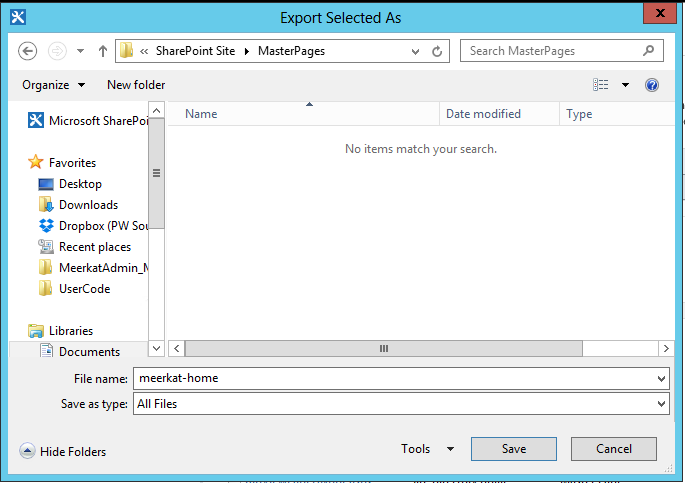 Export Selected As
« SharePoint Site MasterPages
Search MasterPages
Organize New folder
Name Date modified Type
Microsoft SharePoi
No items match your search.
Favorites
Desktop
Downloads
Dropbox (PW Sou
Recent places
MeerkatAdmin_M
UserCode
Libraries
Documents
File name: meerkat-home
Save as type: All Files
Hide Folders Tools Save Cancel